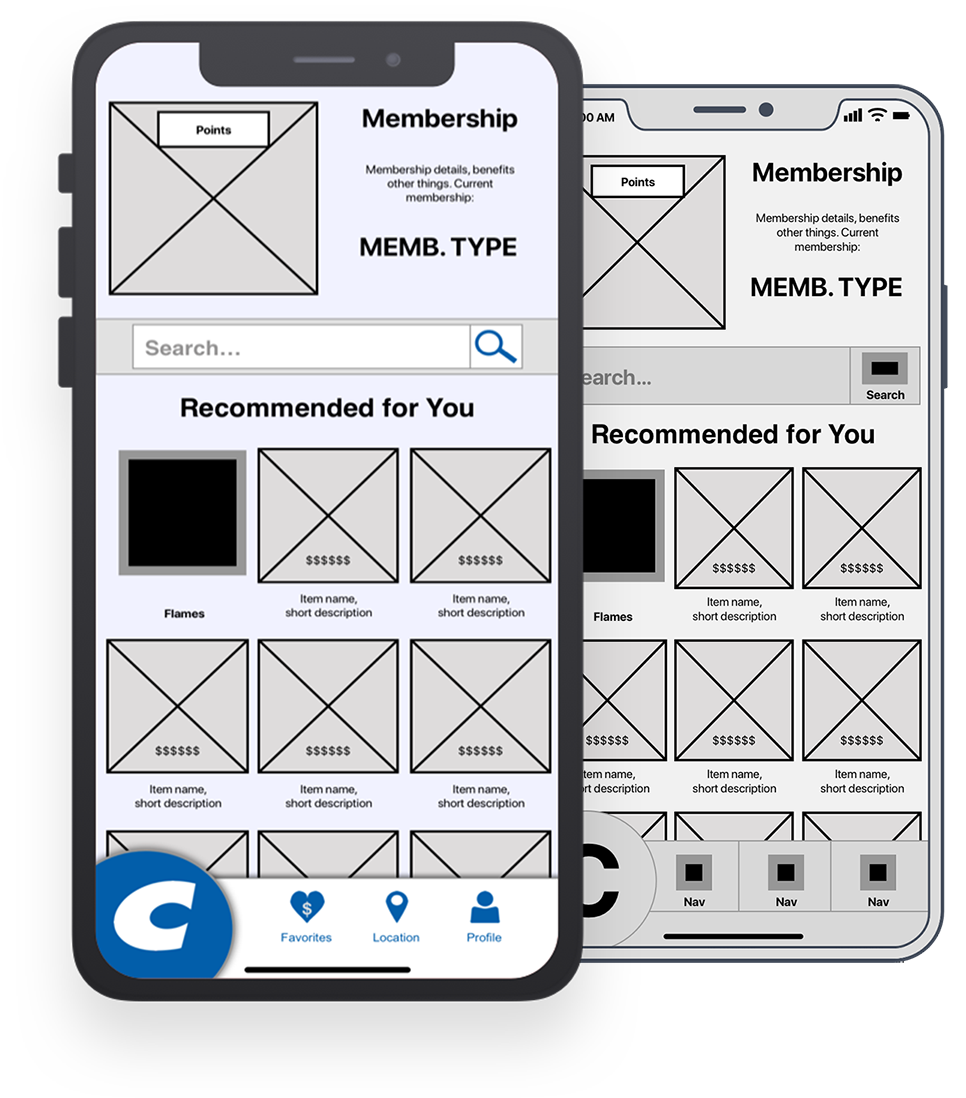 Points
Membership
Membership details, benefits
other things. Current
membership:
MEMB. TYPE
Search...
Recommended for You
$$$$$$
$$$$$$
Flames
Item name,
short description
Item name,
short description
$$$$$$
$$$$$$
$$$$$$
Item name,
short description
Item name,
short description
Item name,
short description
C
$
Favorites
Location
Profile
00 AM
Points
Membership
Membership details, benefits
other things. Current
membership:
MEMB. TYPE
earch...
Search
Recommended for You
$$$$$$
$$$$$$
Flames
Item name,
short description
Item name,
short description
$$$$$$
$$$$$$
$$$$$$
tem name,
rt description
Item name,
short description
Item name,
short description
C
Nav
Nav
Nav